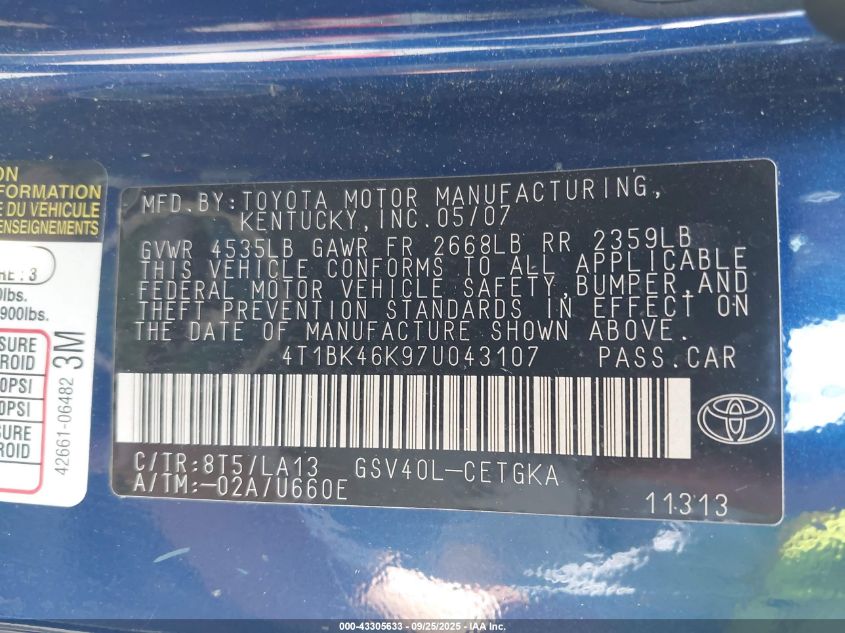 ON
FORMATION
DU VÉHICULE
ENSEIGNEMENTS
lbs.
900lbs.
SURE
ROID
0PSI
0PSI
SURE
ROID
42661-06482 3M
MFD.BY:TOYOTA MOTOR MANUFACTURING,
KENTUCKY,INC.05/07
GVWR 4535LB GAWR FR 2668LB RR 2359LB
THIS VEHICLE CONFORMS TO ALL APPLICABLE
FEDERAL MOTOR VEHICLE SAFETY,BUMPER,AND
THEFT PREVENTION STANDARDS IN EFFECT ON
THE DATE OF MANUFACTURE SHOWN ABOVE.
4T1BK46K97U043107 PASS.CAR
C/TR:8T5/LA13 GSV40L-CETGKA
A/TM:-02A/U660E
11313
000-43305633 - 09/25/2025 - IAA, Inc.